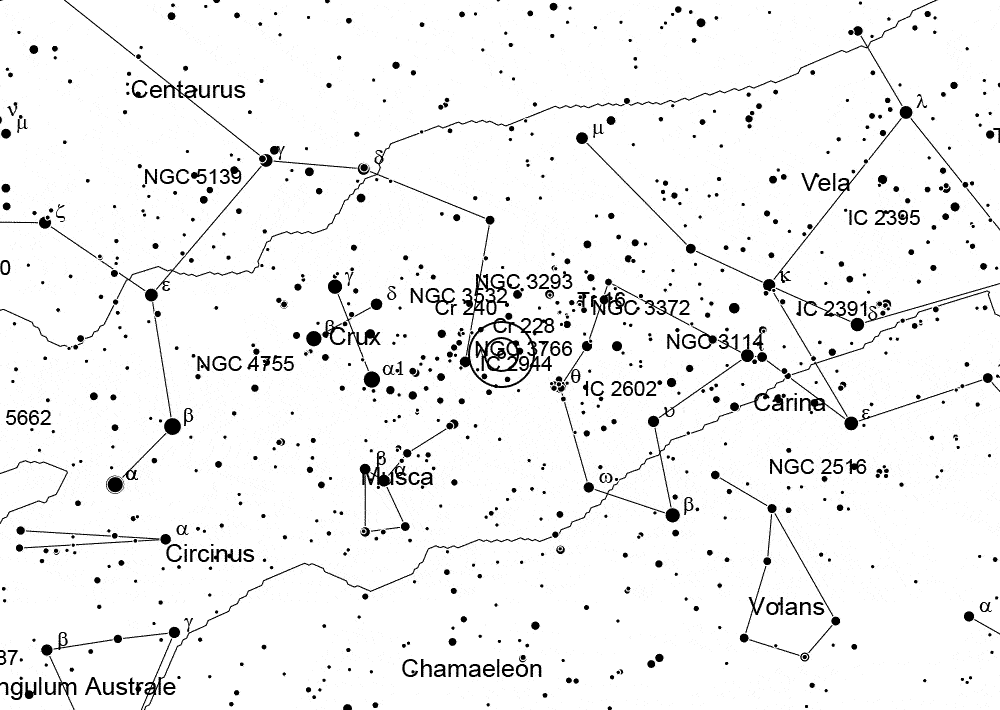 Centaurus
λ
ν
μ
μ
γ
δ
T
NGC 5139
Vela
ζ
IC 2395
0
ε
γ
κ
NGC 3293
δ
NGC 3532
Tr 16
Cr 240
NGC 3372
IC 2391
δ
Cr 228
β
Crux
NGC 3114
NGC 3766
NGC 4755
IC 2944
α1
θ
IC 2602
Carina
β
υ
ε
5662
β
α
Musca
α
ω
NGC 2516
β
α
Circinus
α
Volans
β
γ
37
Chamaeleon
ngulum Australe